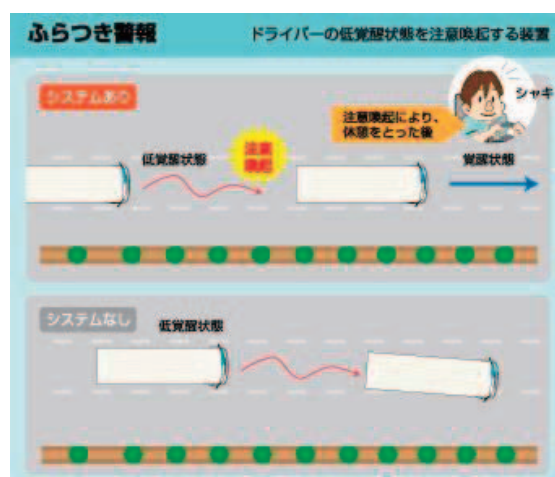 ふらつき警報
ドライバーの低覚醒状態を注意喚起する装置
システムあり
シャキ
注意喚起により、
休憩をとった後
低覚醒状態
注意
喚起
覚醒状態
システムなし
低覚醒状態